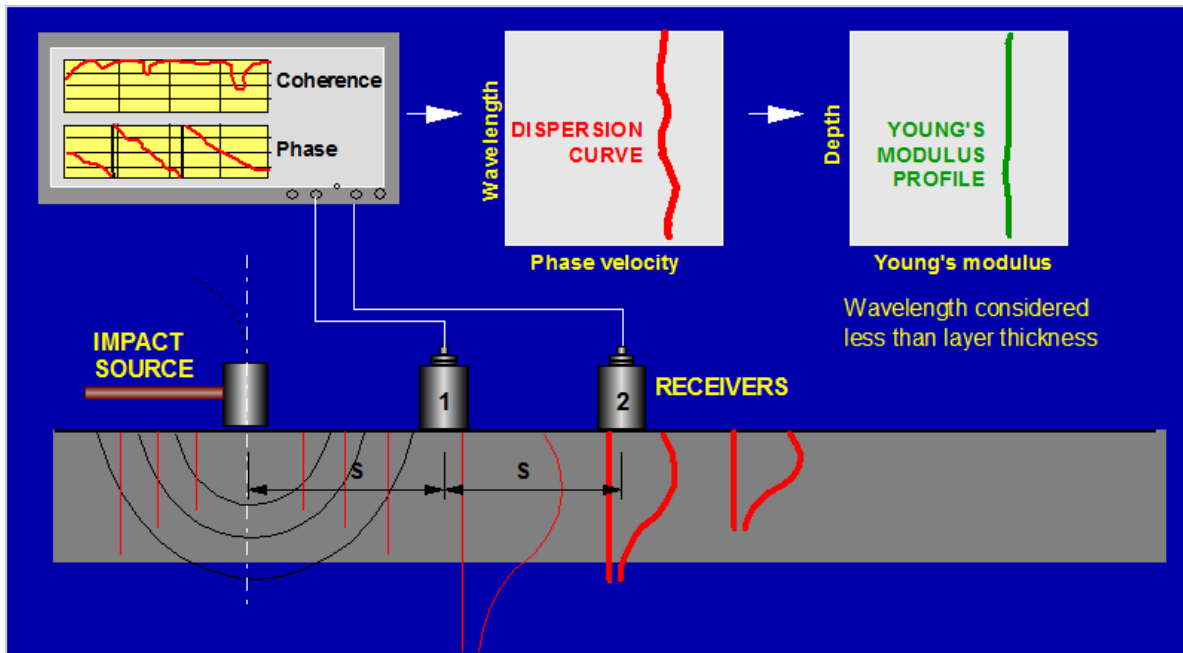 Coherence
Phase
Wavelength
DISPERSION
CURVE
Phase velocity
Depth
YOUNG'S
MODULUS
PROFILE
Young's modulus
Wavelength considered
less than layer thickness
IMPACT
SOURCE
1
2
RECEIVERS
S
S